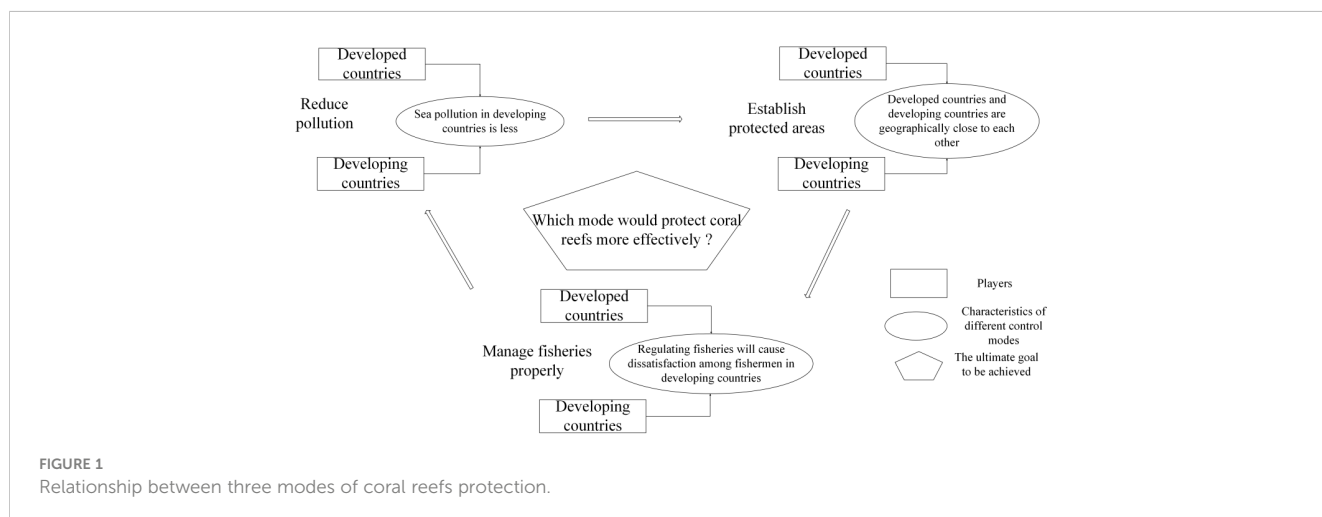 Developed
countries
Reduce
pollution
Sea pollution in developing
countries is less
Developing
countries
Developed
countries
Establish
protected areas
Developed countries and
developing countries are
geographically close to each
other
Developing
countries
Which mode would protect coral
reefs more effectively ?
Developed
countries
Manage fisheries
properly
Regulating fisheries will cause
dissatisfaction among fishermen in
developing countries
Developing
countries
Players
Characteristics of
different control
modes
The ultimate goal
to be achieved
FIGURE 1
Relationship between three modes of coral reefs protection.